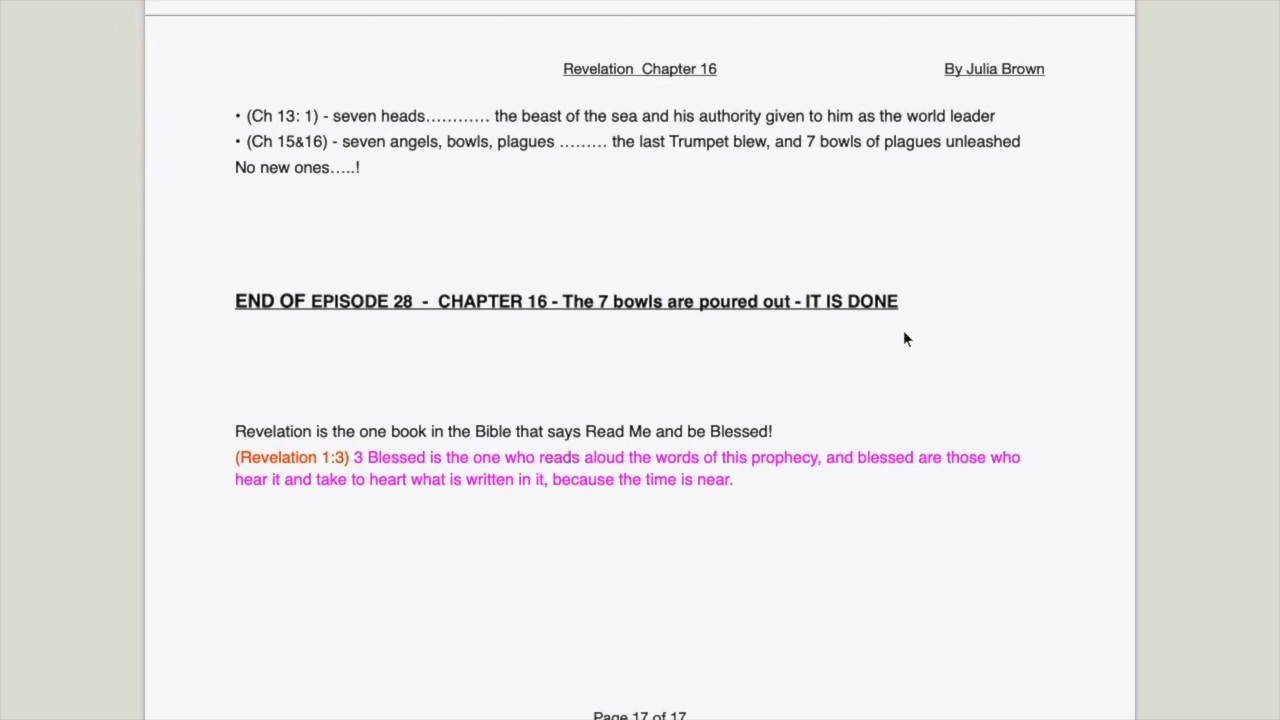 Revelation  Chapter 16
By Julia Brown
• (Ch 13: 1) - seven heads………… the beast of the sea and his authority given to him as the world leader
• (Ch 15&16) - seven angels, bowls, plagues ……… the last Trumpet blew, and 7 bowls of plagues unleashed
No new ones…..!
END OF EPISODE 28  -  CHAPTER 16 - The 7 bowls are poured out - IT IS DONE
Revelation is the one book in the Bible that says Read Me and be Blessed!
(Revelation 1:3) 3 Blessed is the one who reads aloud the words of this prophecy, and blessed are those who
hear it and take to heart what is written in it, because the time is near.
Page 17 of 17